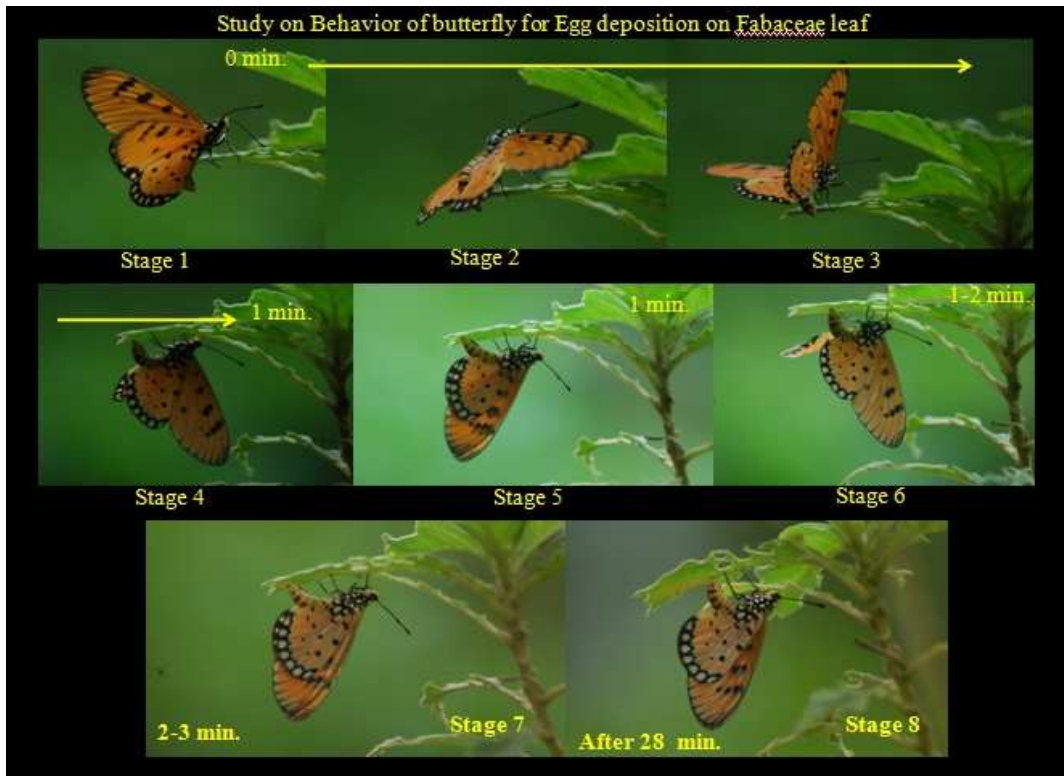 Study on Behavior of butterfly for Egg deposition on Fabaceae leaf
0 min.
Stage 1
Stage 2
Stage 3
1 min.
1 min.
1-2 min.
Stage 4
Stage 5
Stage 6
2-3 min.
Stage 7
After 28 min.
Stage 8